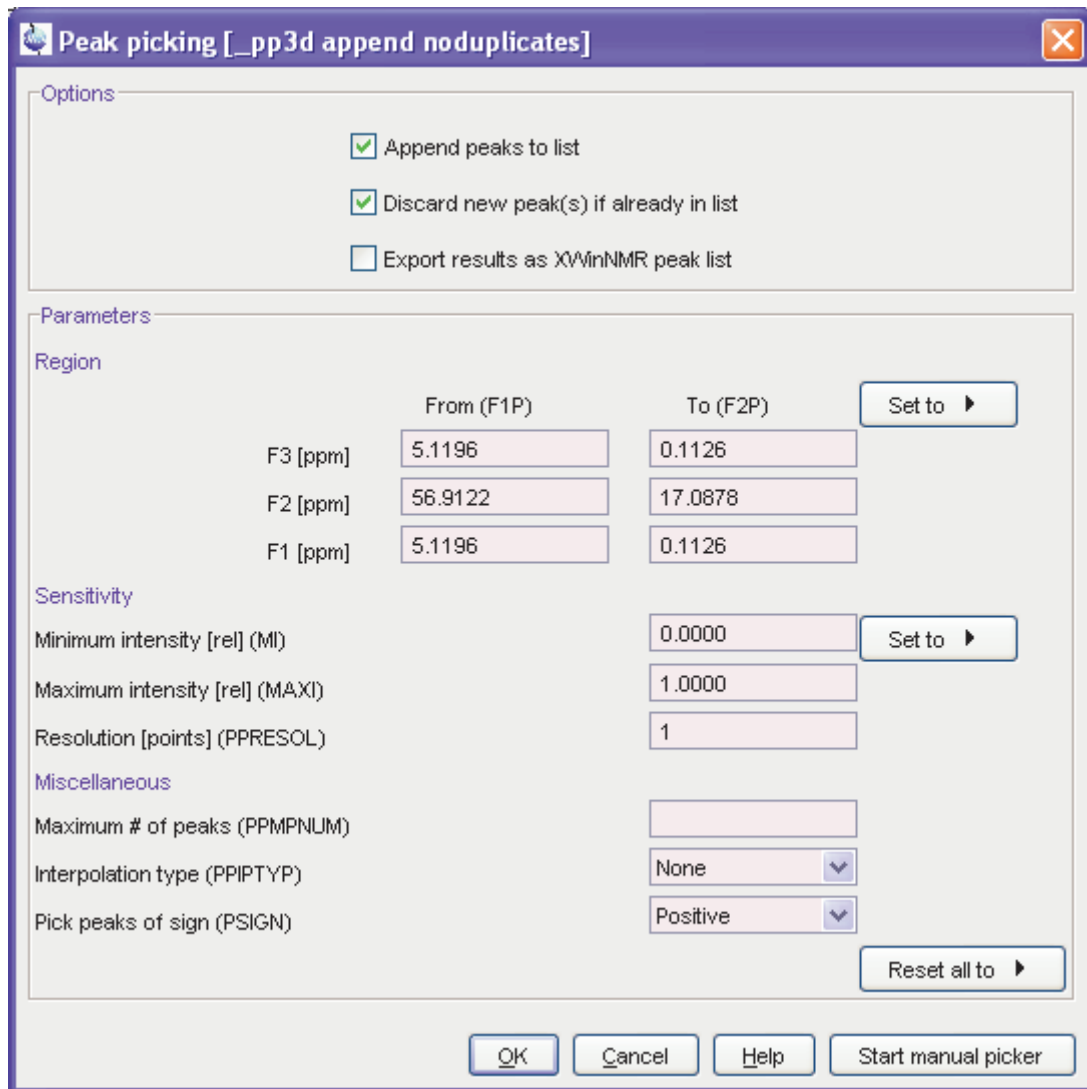 Peak picking [_pp3d append noduplicates]
Options
Append peaks to list
Discard new peak(s) if already in list
Export results as XWinNMR peak list
Parameters
Region
From (F1P) To (F2P) Set to
F3 [ppm] 5.1196 0.1126
F2 [ppm] 56.9122 17.0878
F1 [ppm] 5.1196 0.1126
Sensitivity
Minimum intensity [rel] (MI) 0.0000 Set to
Maximum intensity [rel] (MAXI) 1.0000
Resolution [points] (PPRESOL) 1
Miscellaneous
Maximum # of peaks (PPMPNUM)
Interpolation type (PPIPTYP) None
Pick peaks of sign (PSIGN) Positive
Reset all to
OK Cancel Help Start manual picker